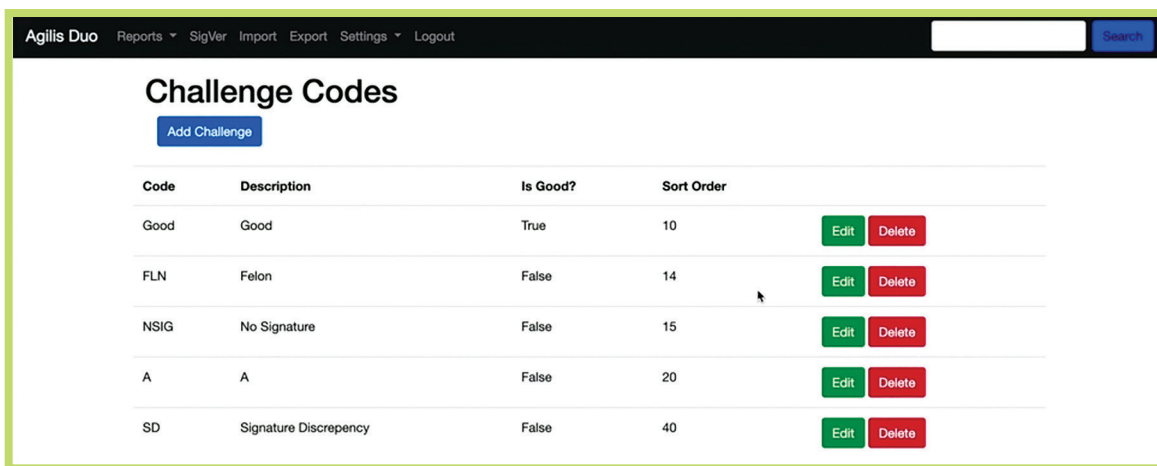 Agilis Duo Reports SigVer Import Export Settings Logout Search
Challenge Codes
Add Challenge
Code Description Is Good? Sort Order
Good Good True 10 Edit Delete
FLN Felon False 14 Edit Delete
NSIG No Signature False 15 Edit Delete
A A False 20 Edit Delete
SD Signature Discrepency False 40 Edit Delete